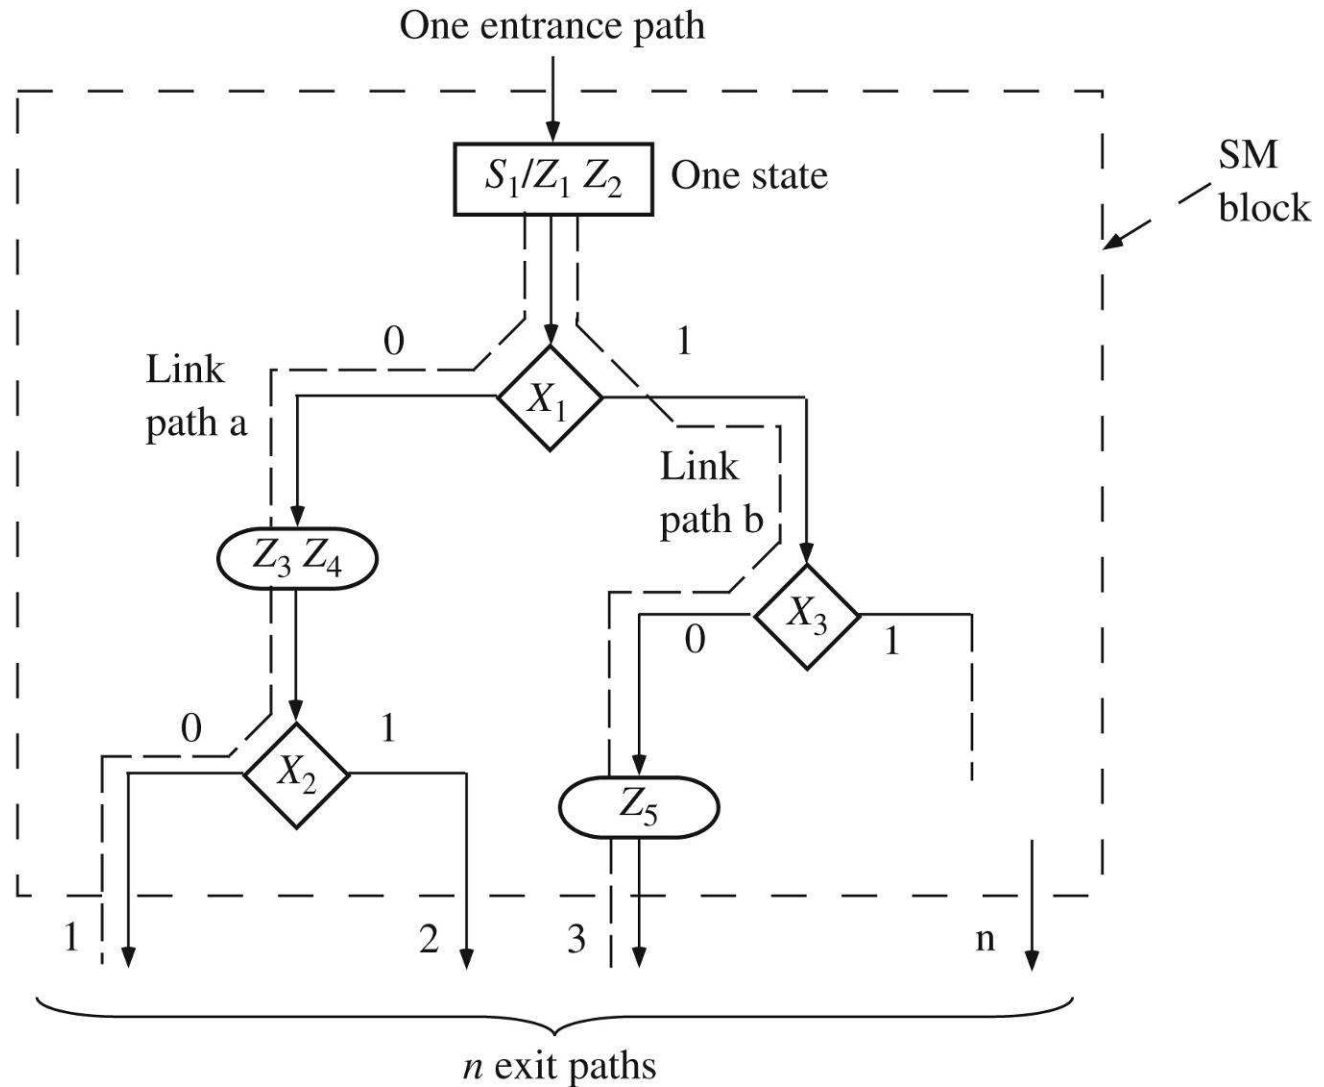 One entrance path
S₁/Z₁ Z₂
One state
SM
block
0
1
Link
path a
X₁
Link
path b
Z₃ Z₄
X₃
0
1
0
1
X₂
Z₅
1
2
3
n
n exit paths